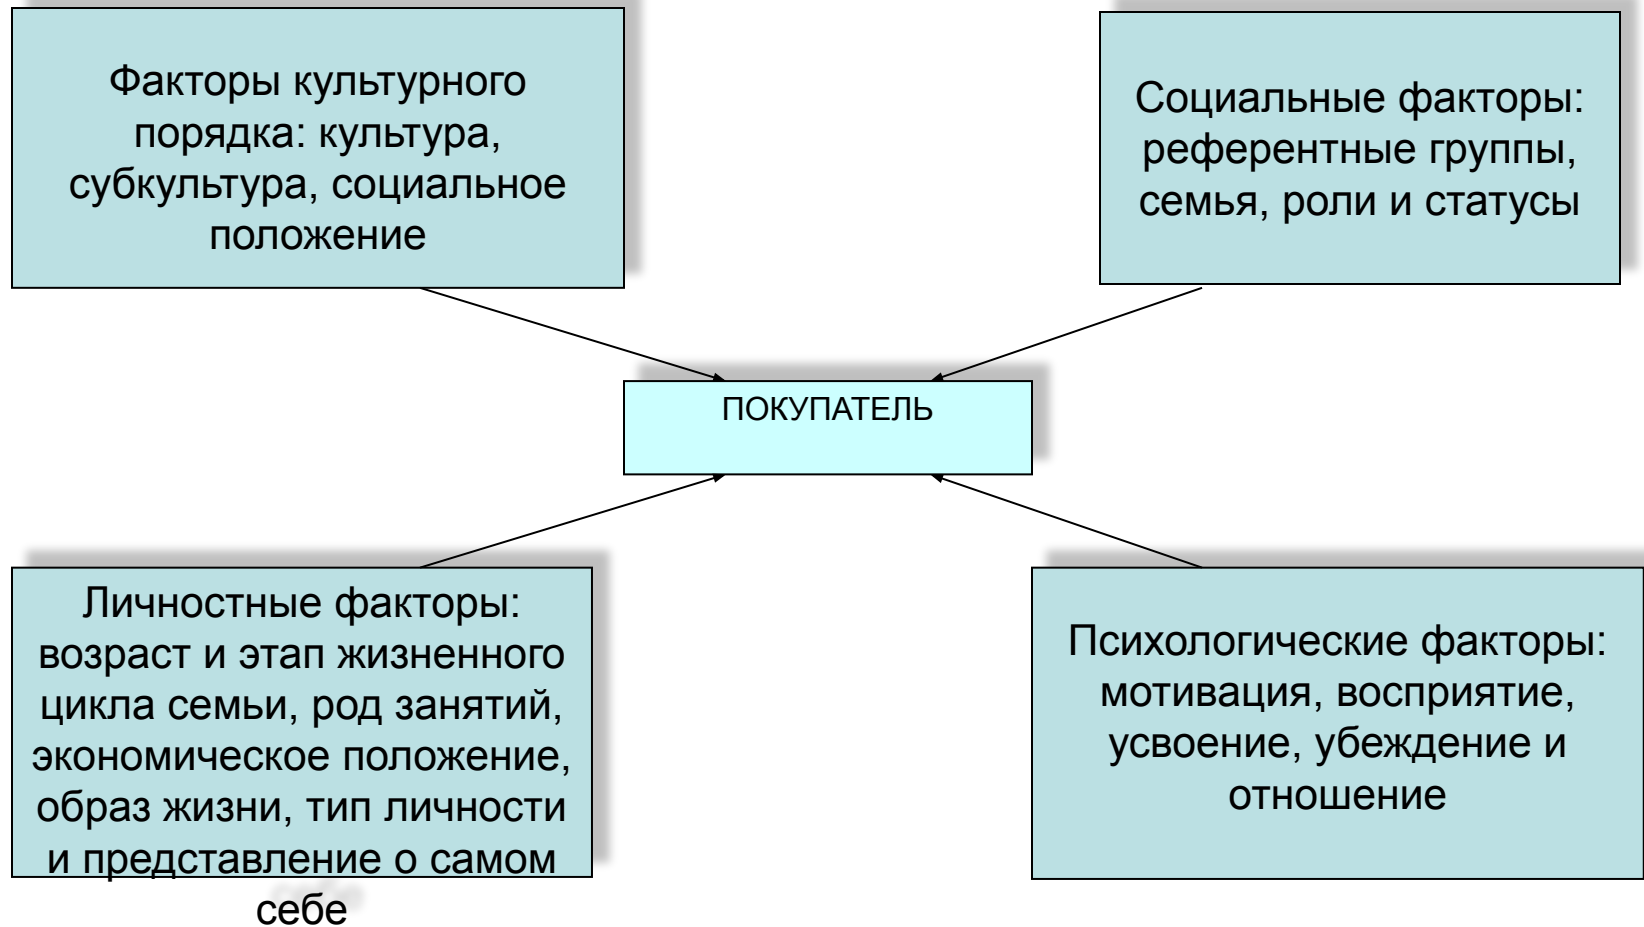 Факторы культурного
порядка: культура,
субкультура, социальное
положение
Социальные факторы:
референтные группы,
семья, роли и статусы
ПОКУПАТЕЛЬ
Личностные факторы:
возраст и этап жизненного
цикла семьи, род занятий,
экономическое положение,
образ жизни, тип личности
и представление о самом
себе
Психологические факторы:
мотивация, восприятие,
усвоение, убеждение и
отношение